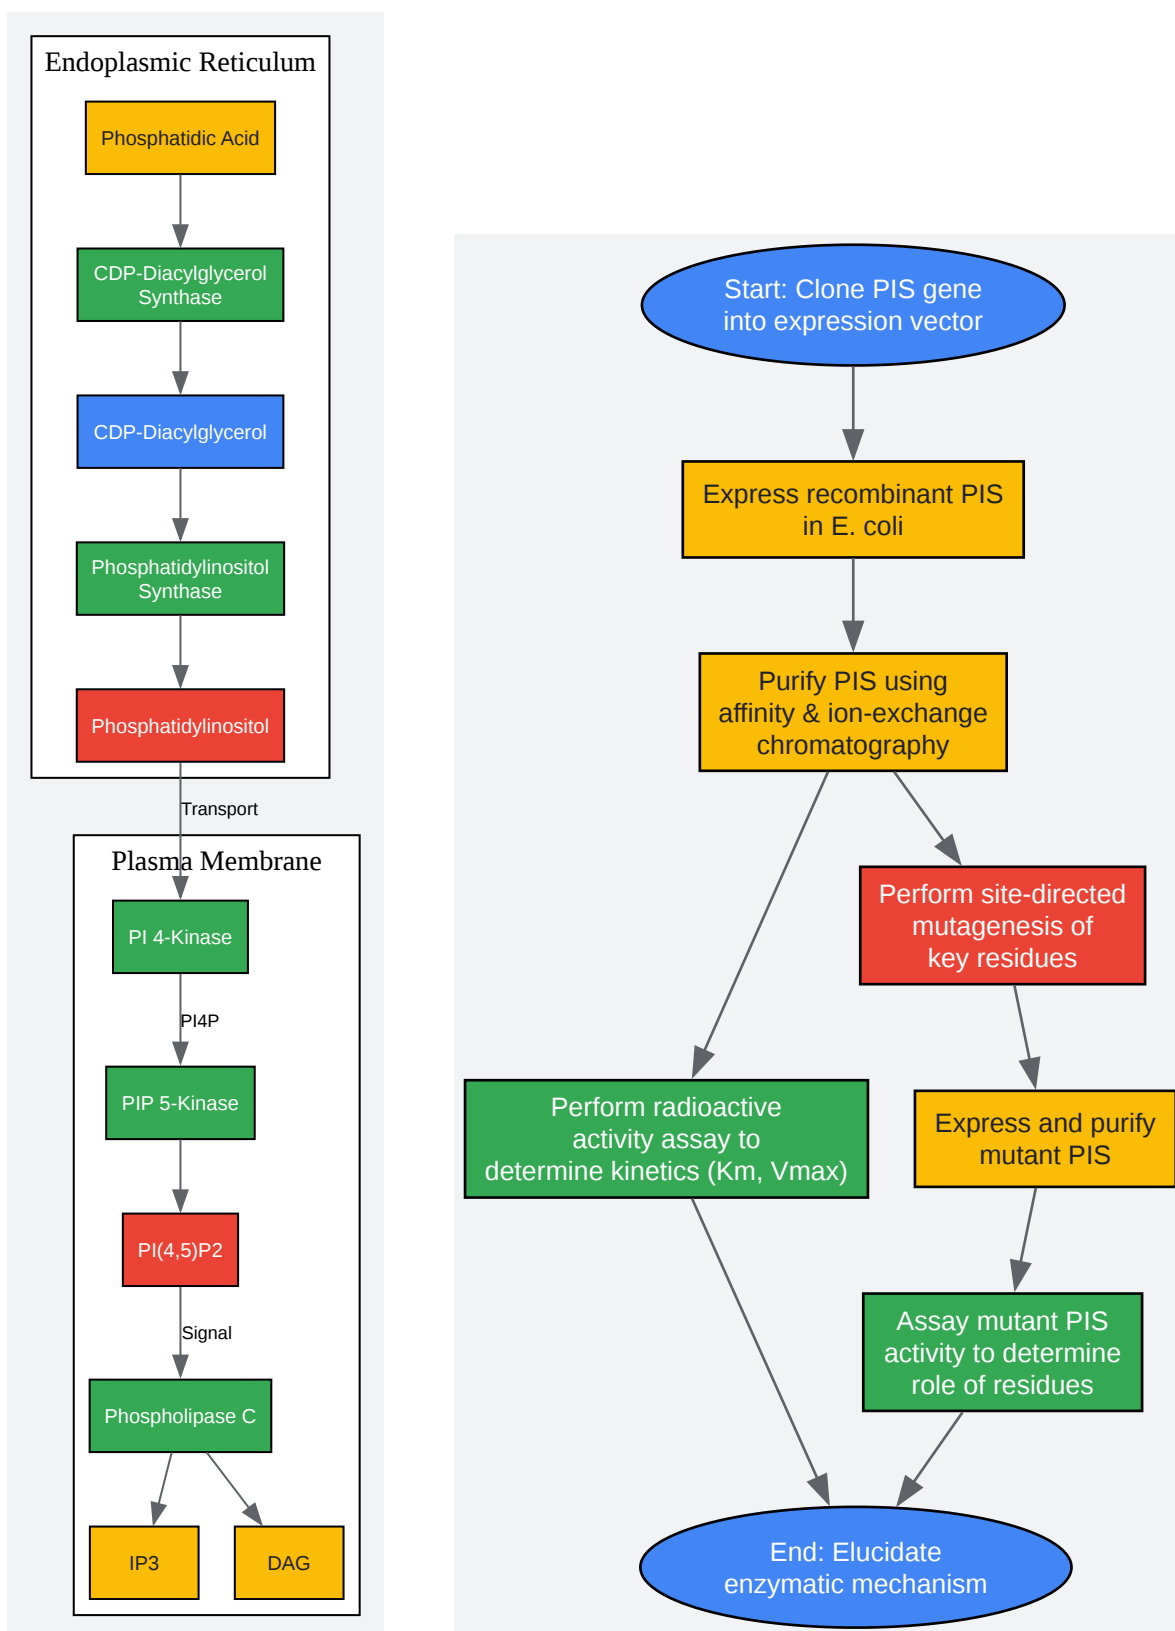 Endoplasmic Reticulum
Phosphatidic Acid
CDP-Diacylglycerol
Synthase
CDP-Diacylglycerol
Phosphatidylinositol
Synthase
Phosphatidylinositol
Transport
Plasma Membrane
PI 4-Kinase
PI4P
PIP 5-Kinase
PI(4,5)P2
Signal
Phospholipase C
IP3
DAG
Start: Clone PIS gene
into expression vector
Express recombinant PIS
in E. coli
Purify PIS using
affinity & ion-exchange
chromatography
Perform site-directed
mutagenesis of
key residues
Perform radioactive
activity assay to
determine kinetics (Km, Vmax)
Express and purify
mutant PIS
Assay mutant PIS
activity to determine
role of residues
End: Elucidate
enzymatic mechanism